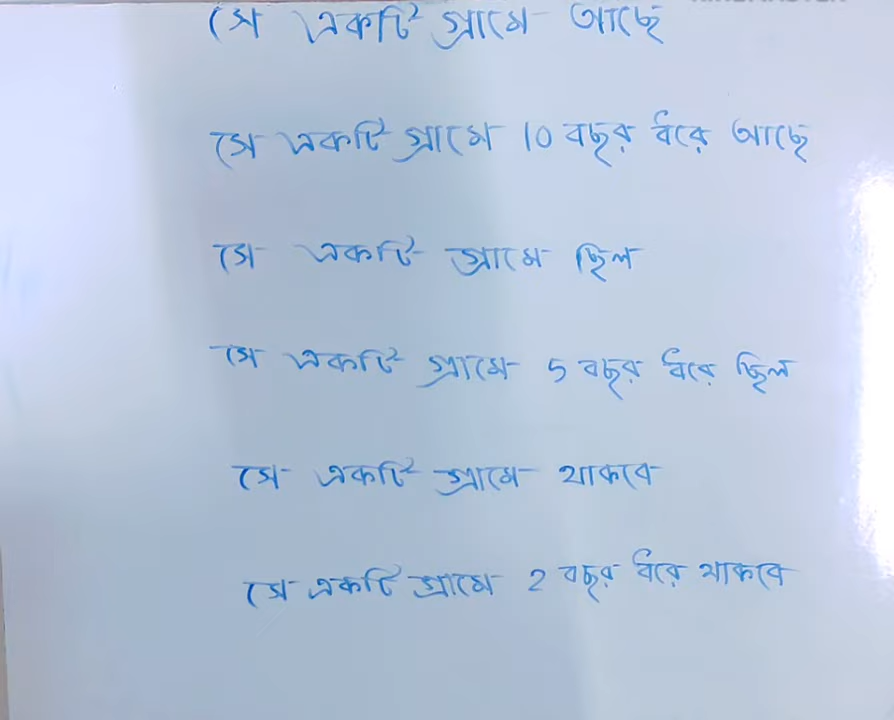 সে একটি গ্রামে আছে
সে একটি গ্রামে 10 বছর ধরে আছে
সে একটি গ্রামে ছিল
সে একটি গ্রামে 5 বছর ধরে ছিল
সে একটি গ্রামে থাকবে
সে একটি গ্রামে 2 বছর ধরে থাকবে